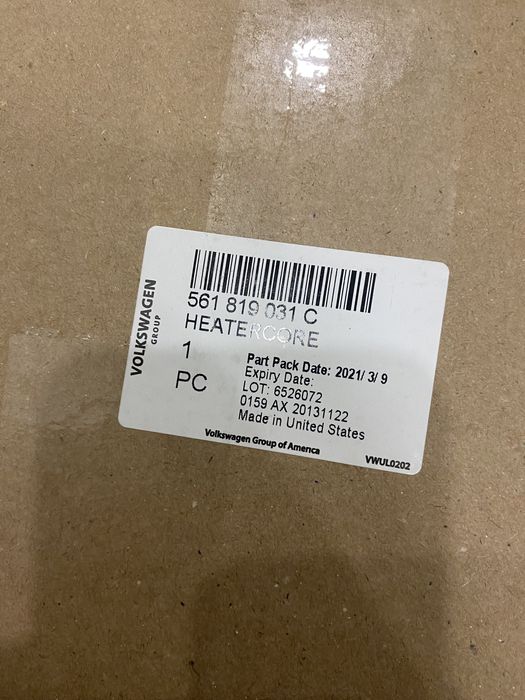 VOLKSWAGEN
GROUP
561 819 031 C
HEATERCORE
1
PC
Part Pack Date: 2021/ 3/ 9
Expiry Date:
LOT: 6526072
0159 AX 20131122
Made in United States
Volkswagen Group of America
VWUL0202